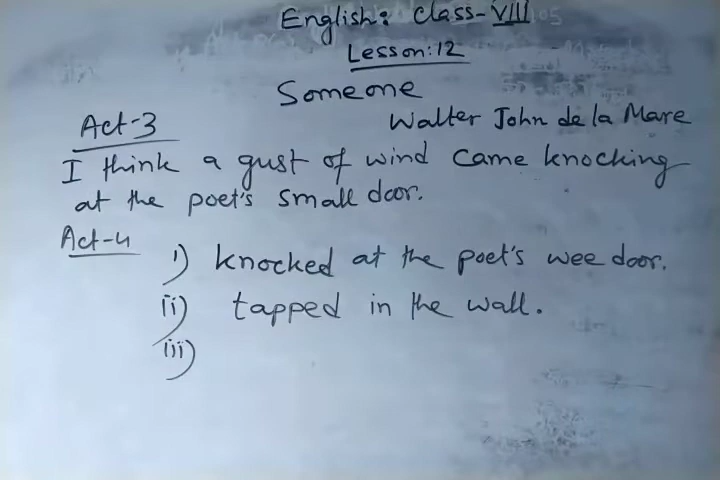 English: Class-VIII
Lesson:12
Someone
Walter John de la Mare
Act-3
I think a gust of wind came knocking
at the poet's small door.
Act-4
i) knocked at the poet's wee door.
ii) tapped in the wall.
iii)